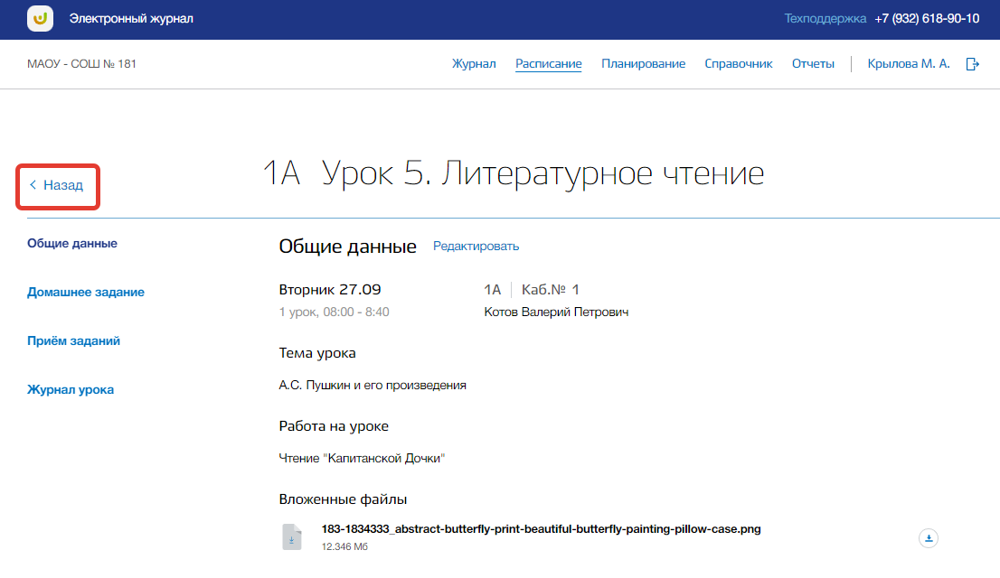 Электронный журнал
Техподдержка +7 (932) 618-90-10
МАОУ - СОШ № 181
Журнал Расписание Планирование Справочник Отчеты Крылова М. А.
Назад
1А Урок 5. Литературное чтение
Общие данные
Домашнее задание
Приём заданий
Журнал урока
Общие данные Редактировать
Вторник 27.09 1А Каб.№ 1
1 урок, 08:00 - 8:40 Котов Валерий Петрович
Тема урока
А.С. Пушкин и его произведения
Работа на уроке
Чтение "Капитанской Дочки"
Вложенные файлы
183-1834333_abstract-butterfly-print-beautiful-butterfly-painting-pillow-case.png
12.346 Мб